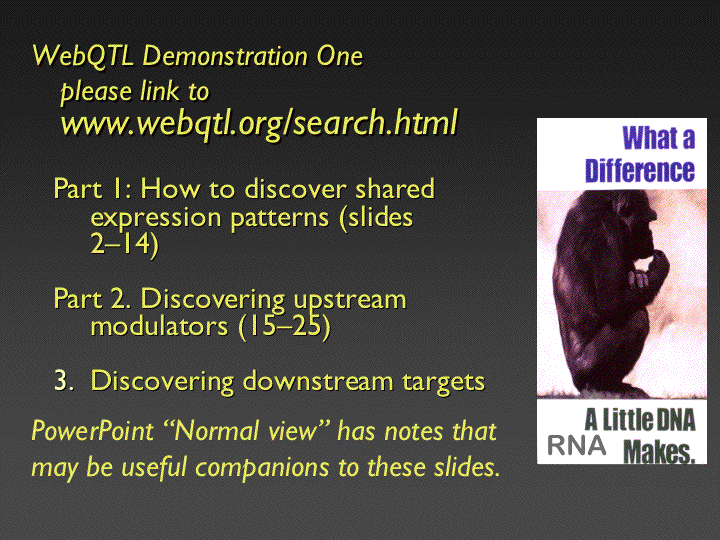 WebQTL Demonstration One
please link to
www.webqtl.org/search.html
Part 1: How to discover shared
expression patterns (slides
2–14)
Part 2. Discovering upstream
modulators (15–25)
3. Discovering downstream targets
PowerPoint “Normal view” has notes that
may be useful companions to these slides.
What a
Difference
A Little DNA
RNA Makes.